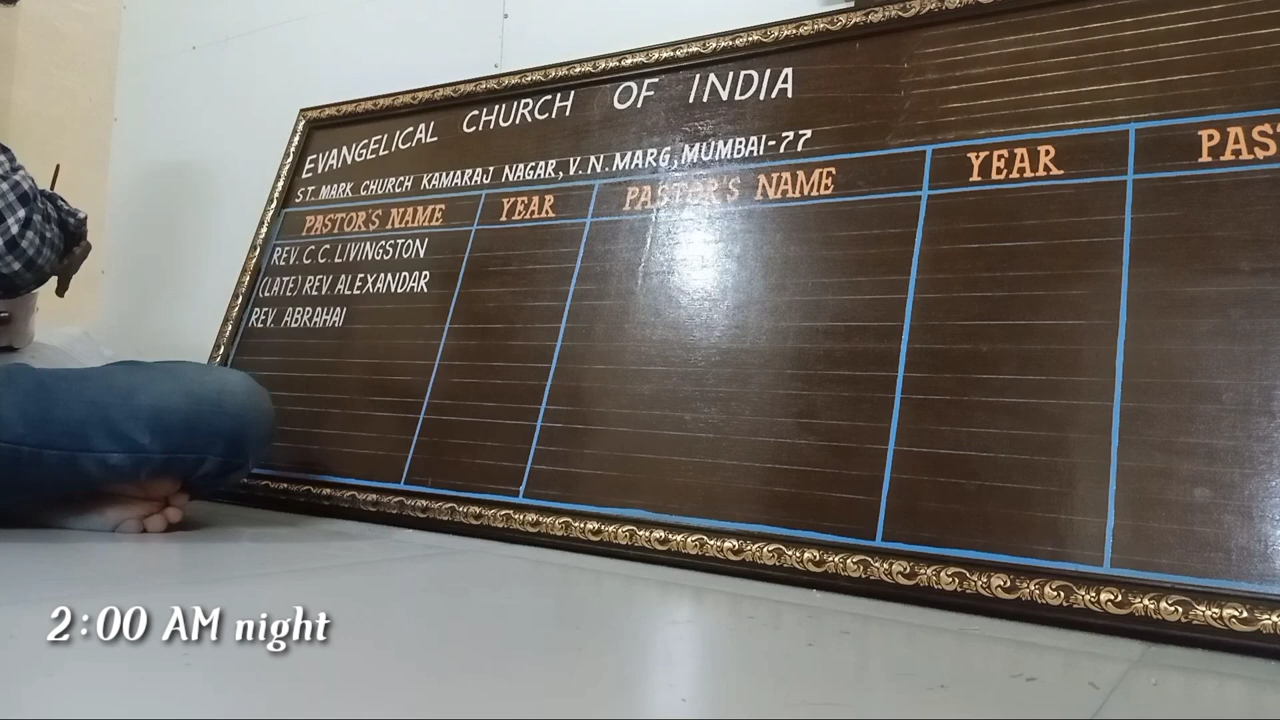 EVANGELICAL CHURCH OF INDIA
ST. MARK CHURCH KAMARAJ NAGAR, V. N. MARG, MUMBAI-77
PASTOR'S NAME YEAR PASTOR'S NAME YEAR PAS
REV. C. C. LIVINGSTON
(LATE) REV. ALEXANDAR
REV. ABRAHAI
2:00 AM night